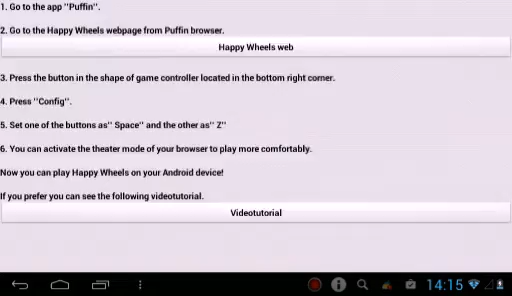 1. Go to the app "Puffin".
2. Go to the Happy Wheels webpage from Puffin browser.
Happy Wheels web
3. Press the button in the shape of game controller located in the bottom right corner.
4. Press "Config".
5. Set one of the buttons as" Space" and the other as" Z"
6. You can activate the theater mode of your browser to play more comfortably.
Now you can play Happy Wheels on your Android device!
If you prefer you can see the following videotutorial.
Videotutorial
14:15